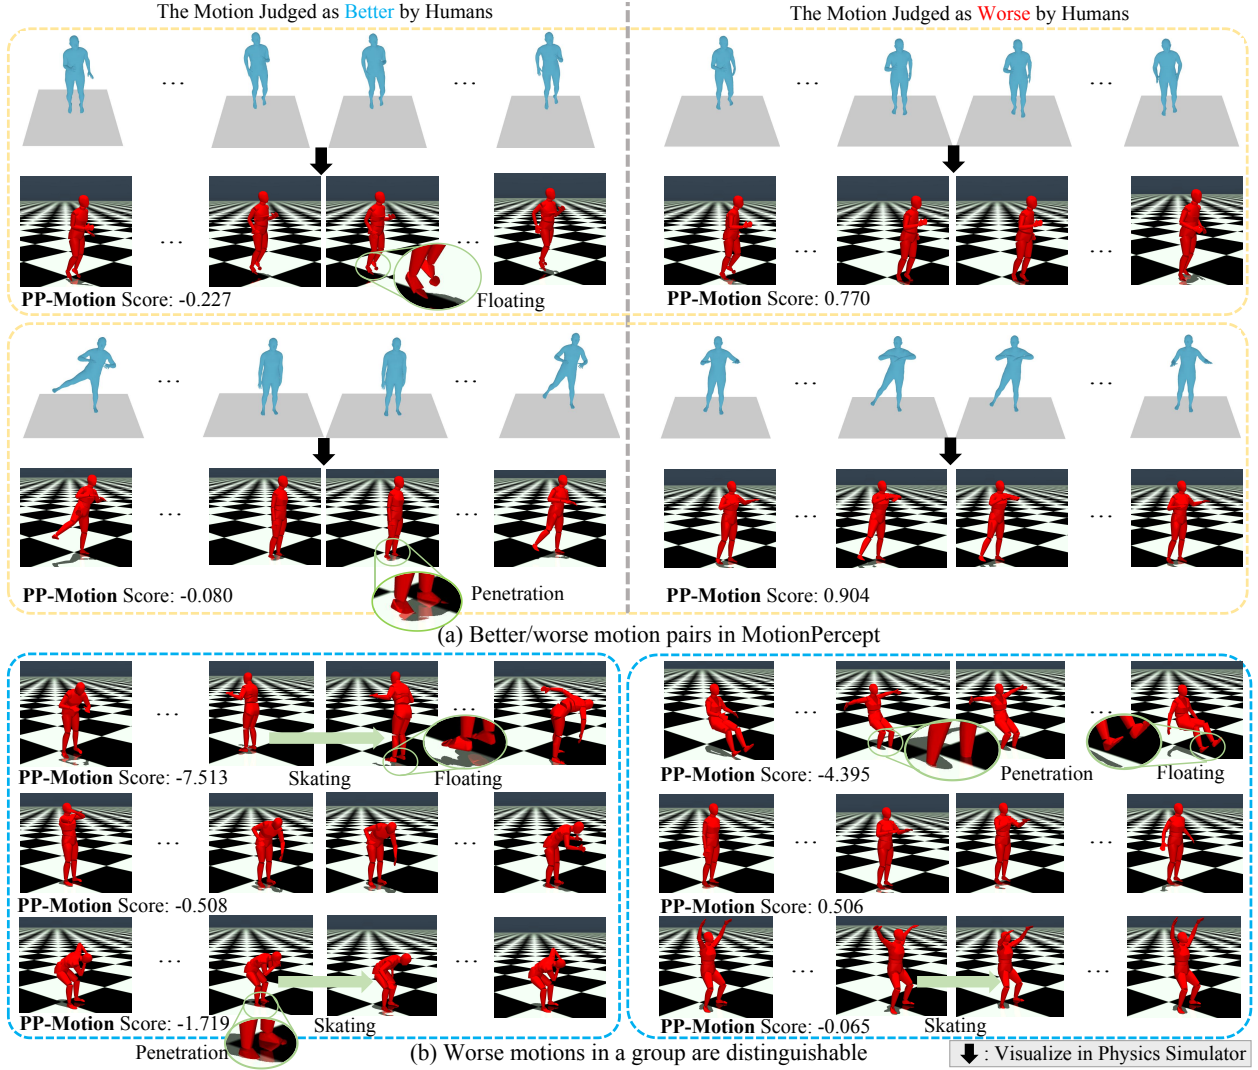 The Motion Judged as Better by Humans
The Motion Judged as Worse by Humans
... ...
... ...
... ...
... ...
PP-Motion Score: -0.227
Floating
PP-Motion Score: 0.770
... ...
... ...
... ...
... ...
PP-Motion Score: -0.080
Penetration
PP-Motion Score: 0.904
(a) Better/worse motion pairs in MotionPercept
... ...
... ...
PP-Motion Score: -7.513
Skating
Floating
PP-Motion Score: -4.395
Penetration
Floating
... ...
... ...
PP-Motion Score: -0.508
PP-Motion Score: 0.506
... ...
... ...
PP-Motion Score: -1.719
Skating
Penetration
PP-Motion Score: -0.065
Skating
(b) Worse motions in a group are distinguishable
: Visualize in Physics Simulator